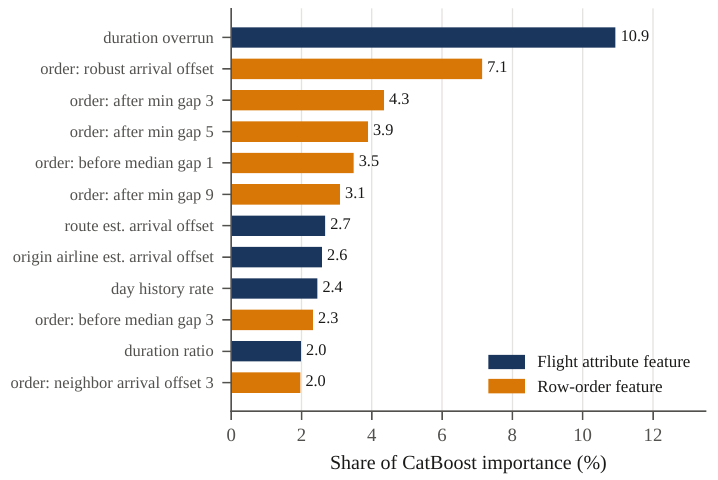 duration overrun 10.9
order: robust arrival offset 7.1
order: after min gap 3 4.3
order: after min gap 5 3.9
order: before median gap 1 3.5
order: after min gap 9 3.1
route est. arrival offset 2.7
origin airline est. arrival offset 2.6
day history rate 2.4
order: before median gap 3 2.3
duration ratio 2.0
order: neighbor arrival offset 3 2.0
Flight attribute feature
Row-order feature
0 2 4 6 8 10 12
Share of CatBoost importance (%)